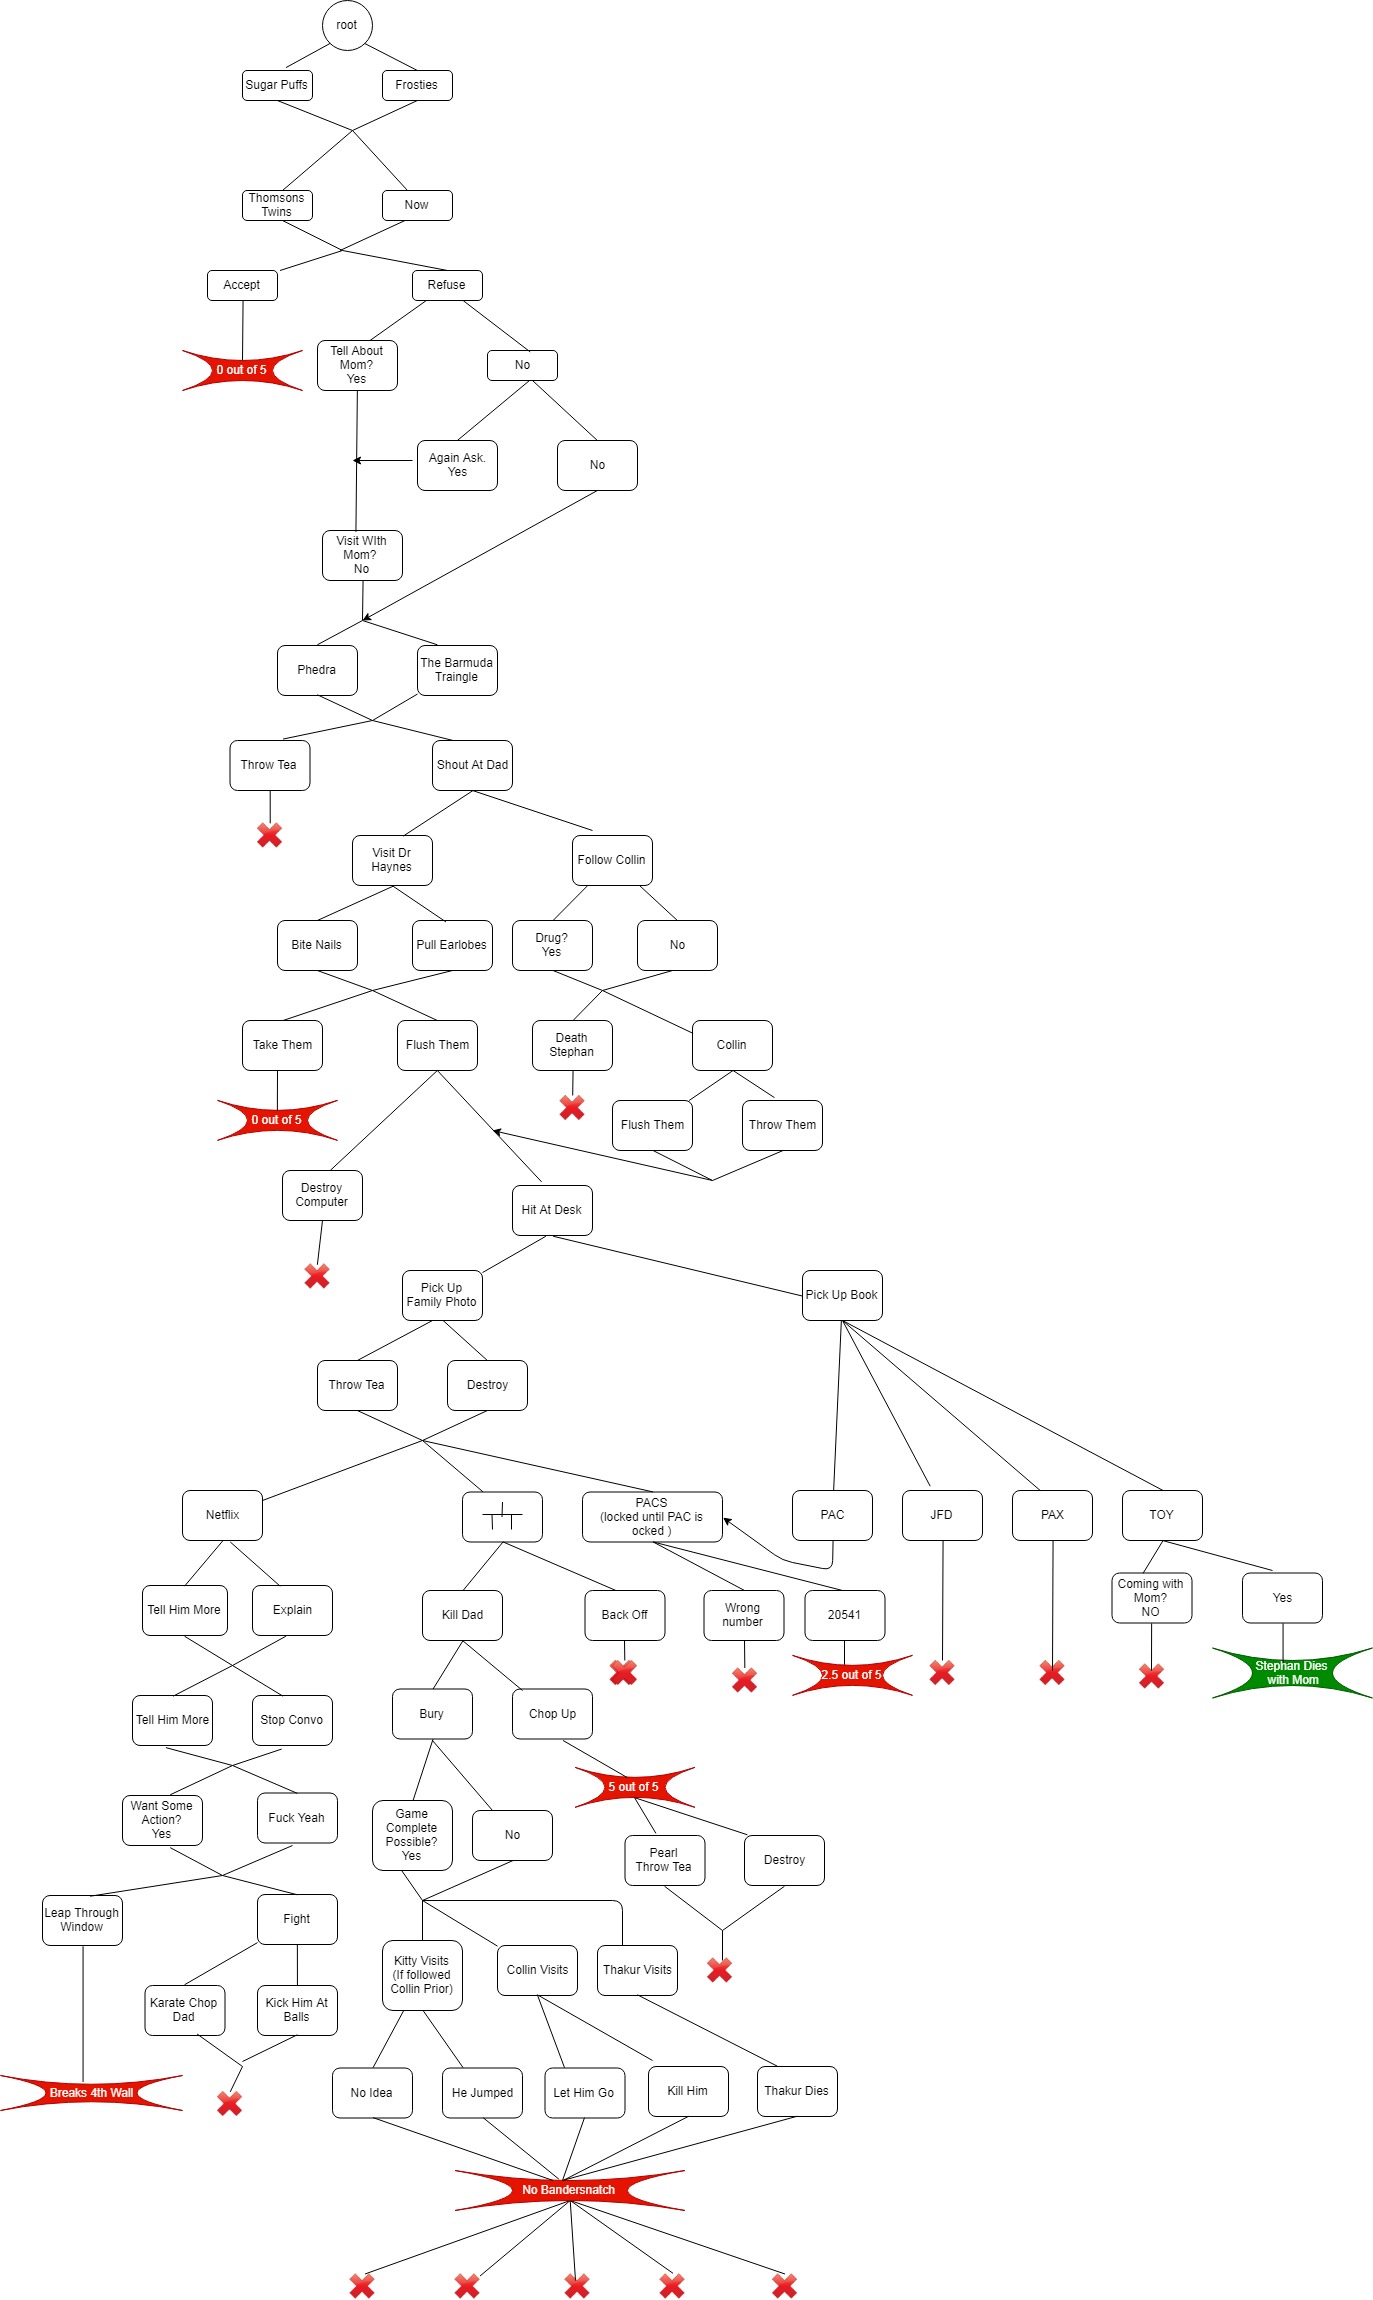 root
Sugar Puffs
Frosties
Thomsons
Twins
Now
Accept
Refuse
0 out of 5
Tell About
Mom?
Yes
No
Again Ask.
Yes
No
Visit WIth
Mom?
No
Phedra
The Barmuda
Traingle
Throw Tea
Shout At Dad
Visit Dr
Haynes
Follow Collin
Bite Nails
Pull Earlobes
Drug?
Yes
No
Take Them
Flush Them
Death
Stephan
Collin
0 out of 5
Flush Them
Throw Them
Destroy
Computer
Hit At Desk
Pick Up
Family Photo
Pick Up Book
Throw Tea
Destroy
Netflix
PACS
(locked until PAC is
ocked )
PAC
JFD
PAX
TOY
Tell Him More
Explain
Kill Dad
Back Off
Wrong
number
20541
Coming with
Mom?
NO
Yes
2.5 out of 5
Stephan Dies
with Mom
Tell Him More
Stop Convo
Bury
Chop Up
5 out of 5
Want Some
Action?
Yes
Fuck Yeah
Game
Complete
Possible?
Yes
No
Pearl
Throw Tea
Destroy
Leap Through
Window
Fight
Kitty Visits
(If followed
Collin Prior)
Collin Visits
Thakur Visits
Karate Chop
Dad
Kick Him At
Balls
Breaks 4th Wall
No Idea
He Jumped
Let Him Go
Kill Him
Thakur Dies
No Bandersnatch